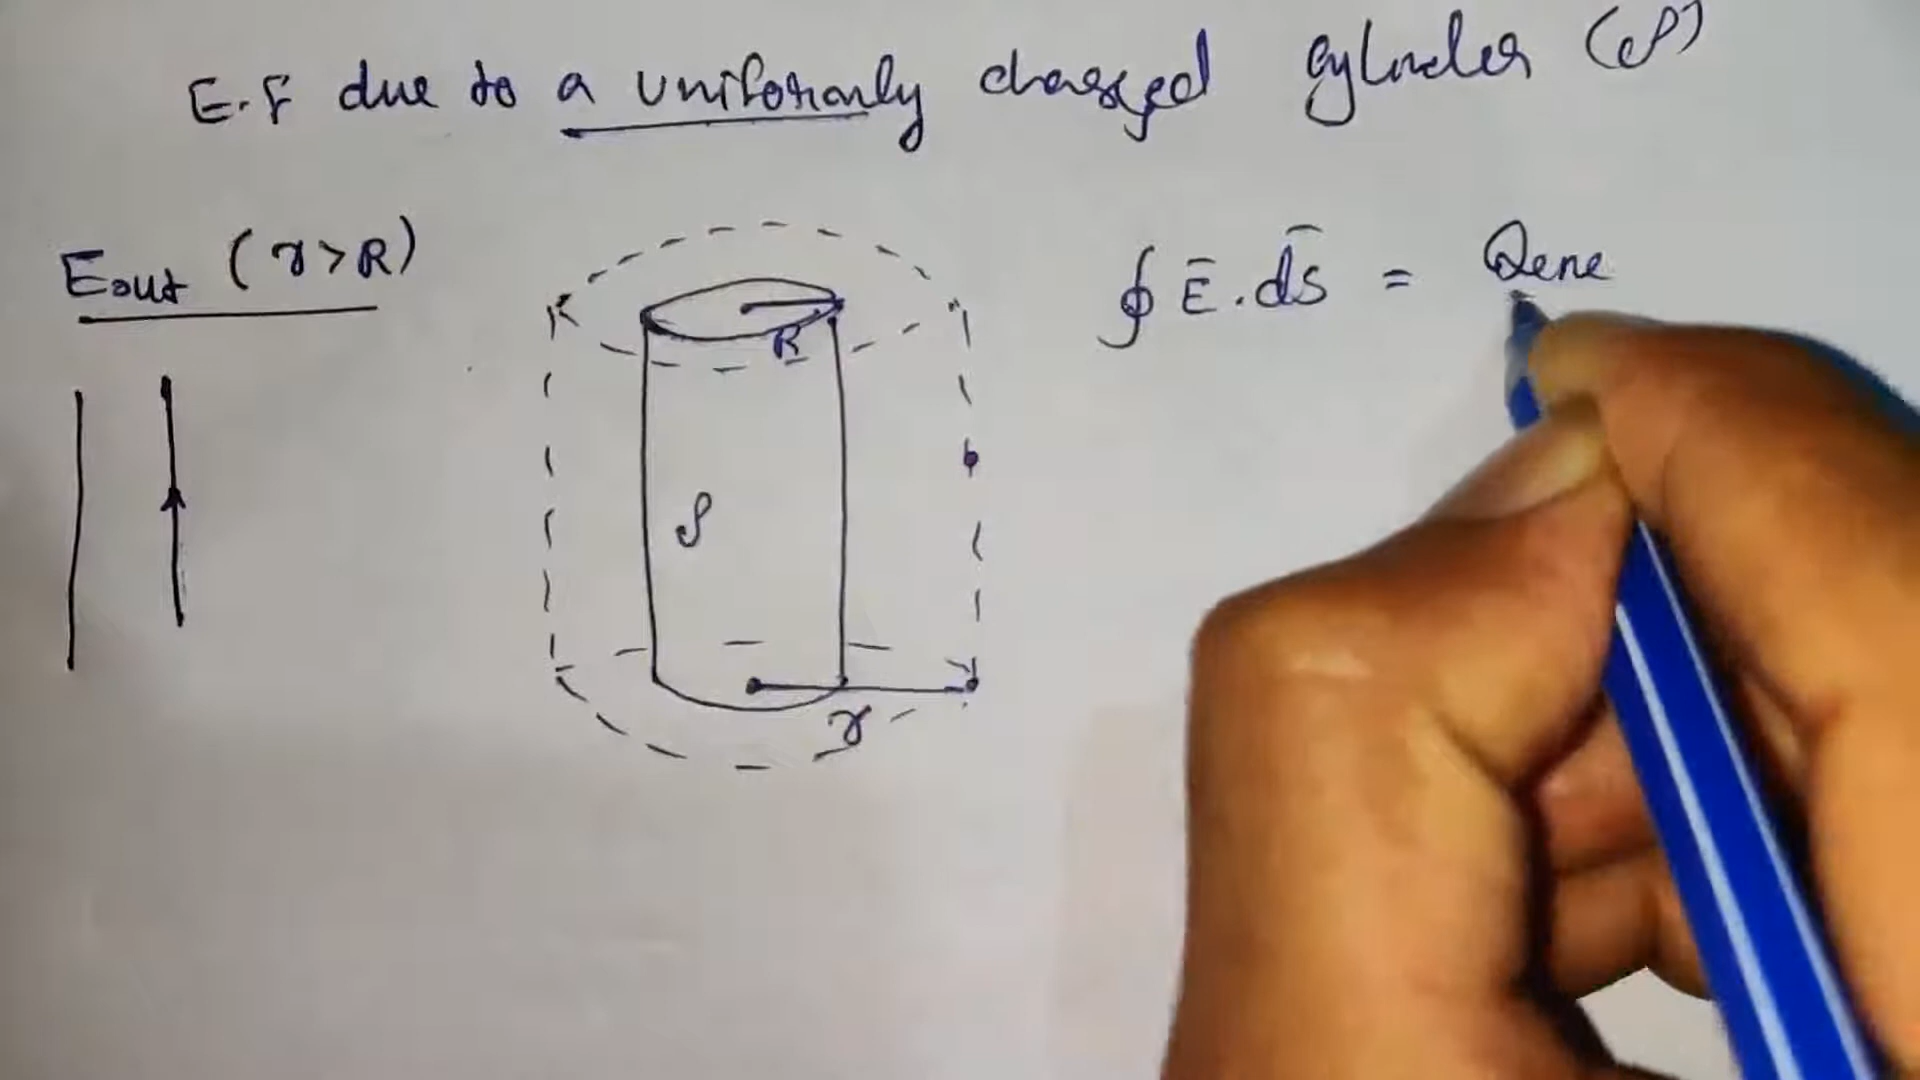 E.F due to a uniformly charged cylinder (ρ)
Eout (r>R)
∮ Ē.ds̄ = Qenc
R
ρ
r